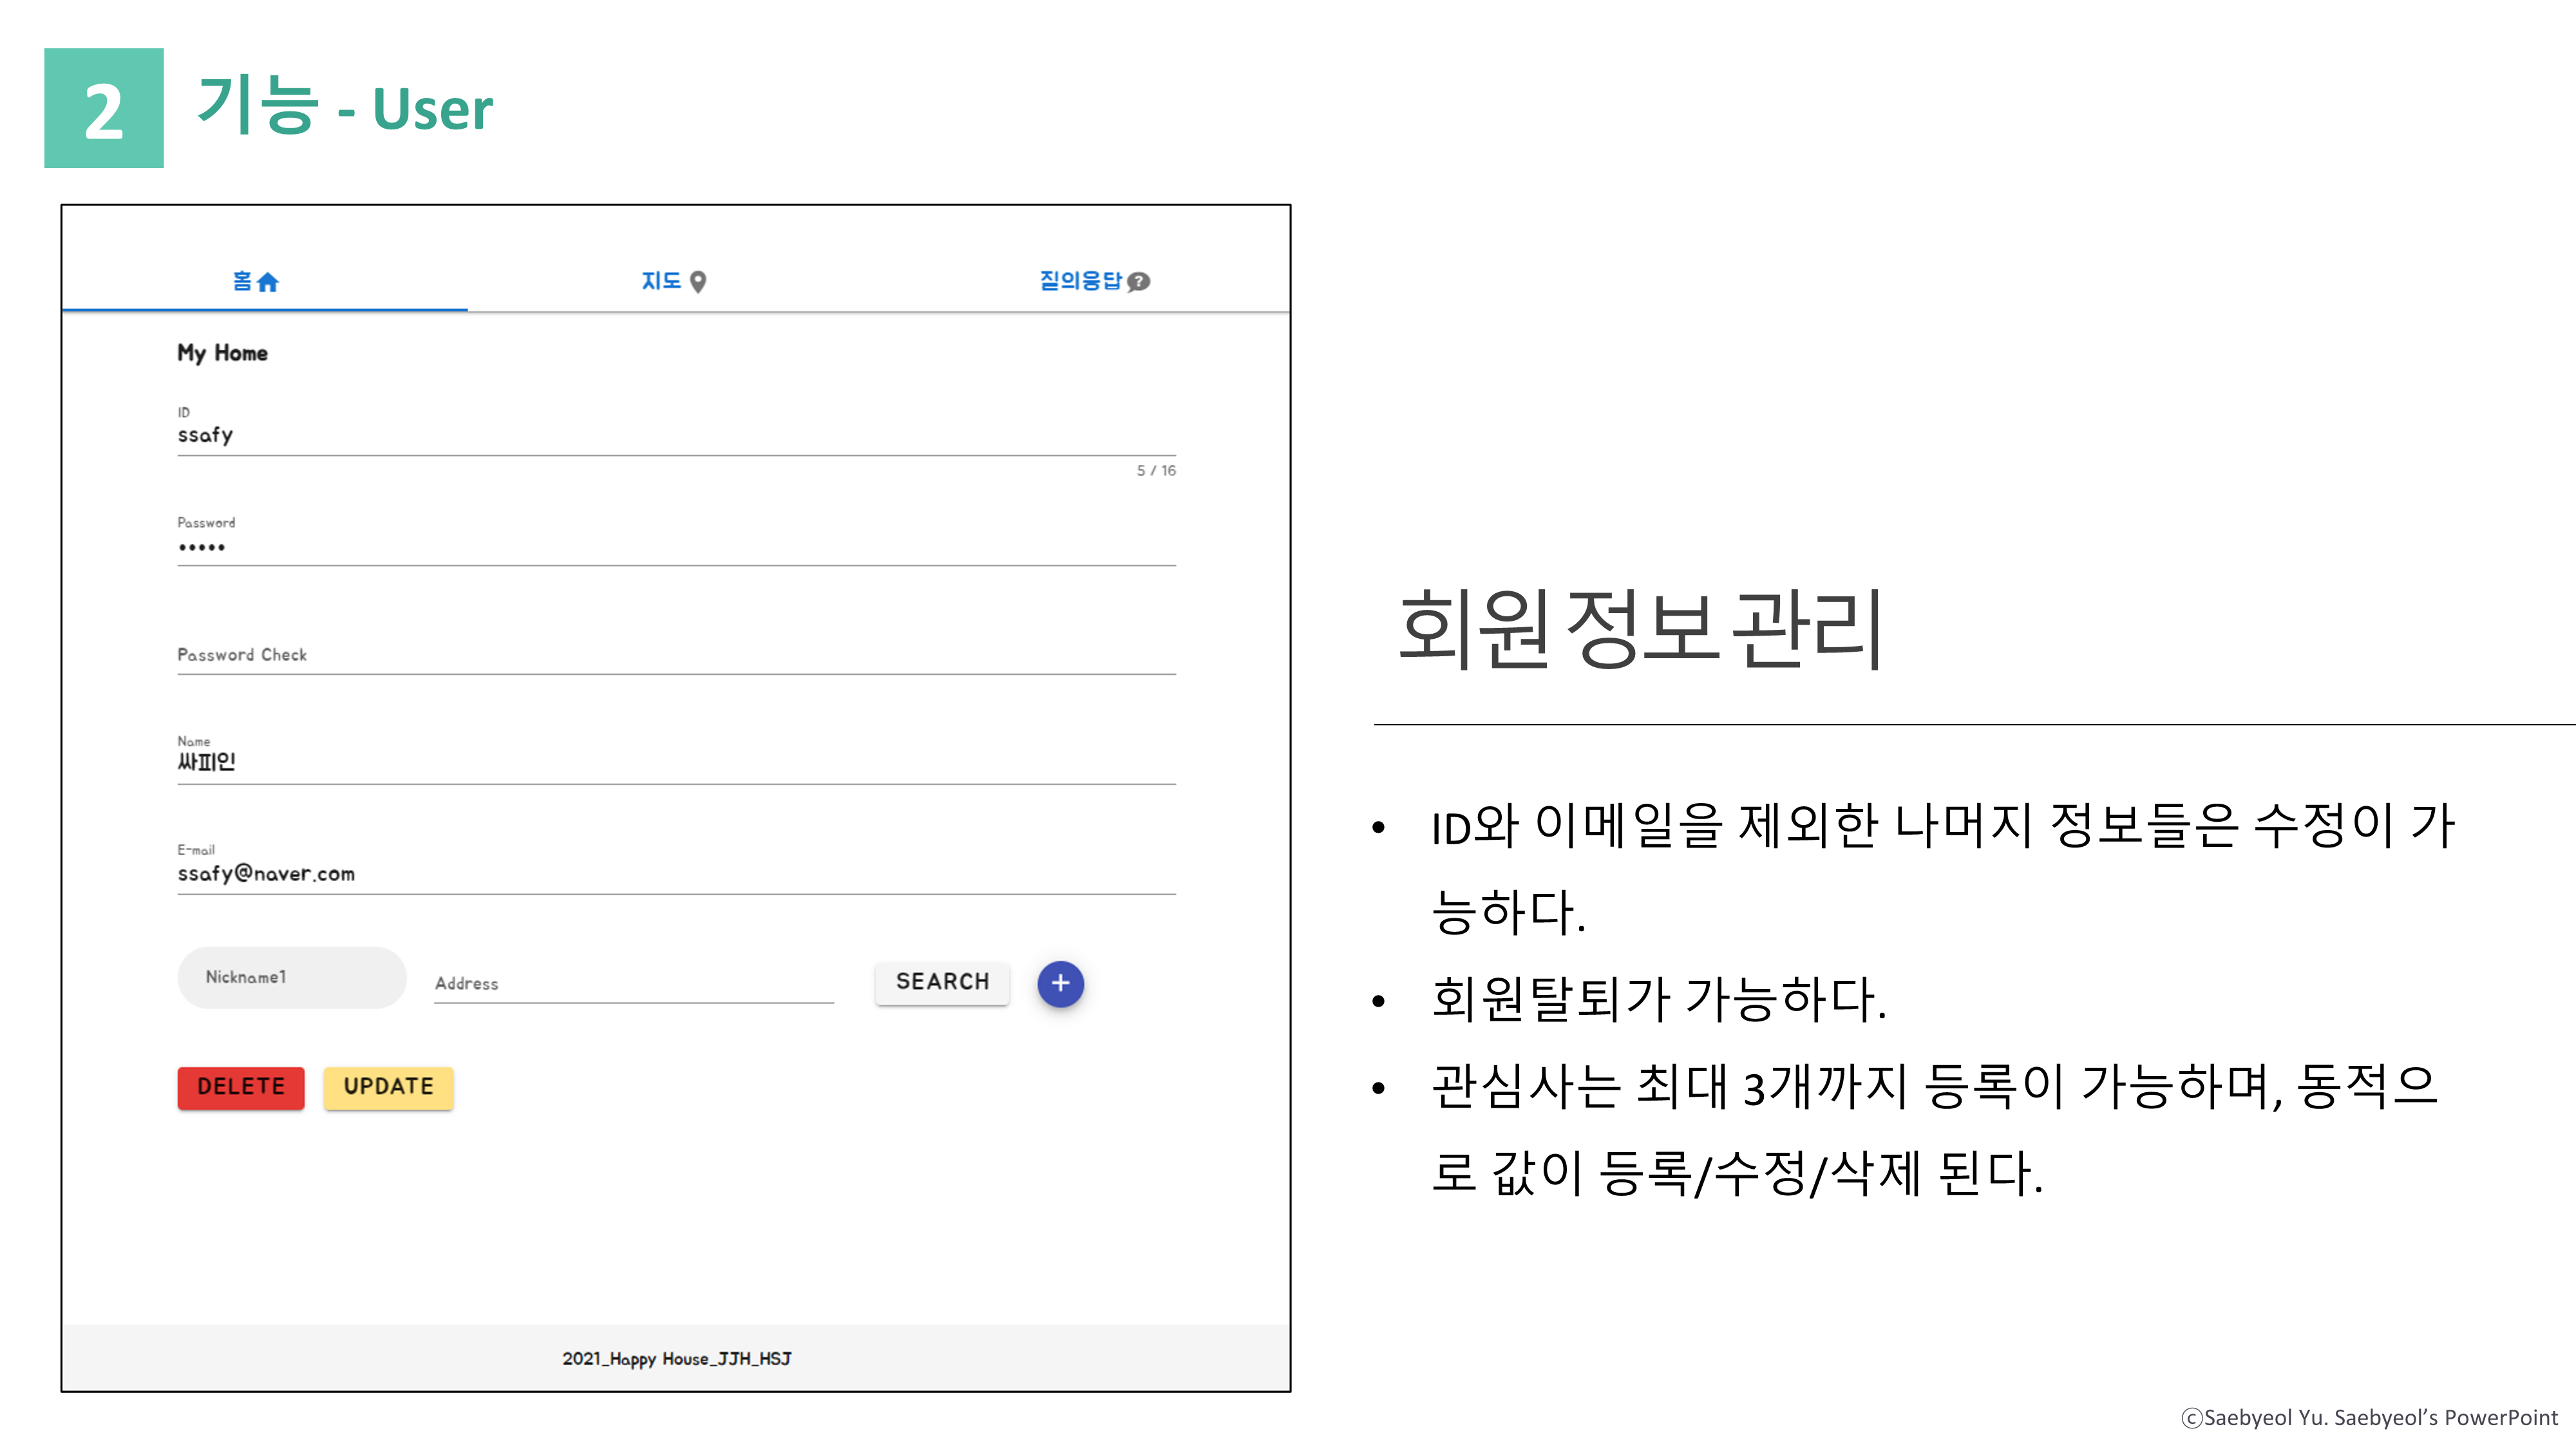 2
기능 - User
홈
지도
질의응답
My Home
ID
ssafy
5 / 16
Password
•••••
Password Check
Name
싸피인
E-mail
ssafy@naver.com
Nickname1
Address
SEARCH
+
DELETE
UPDATE
2021_Happy House_JJH_HSJ
회원 정보 관리
• ID와 이메일을 제외한 나머지 정보들은 수정이 가
능하다.
• 회원탈퇴가 가능하다.
• 관심사는 최대 3개까지 등록이 가능하며, 동적으
로 값이 등록/수정/삭제 된다.
ⓒSaebyeol Yu. Saebyeol’s PowerPoint